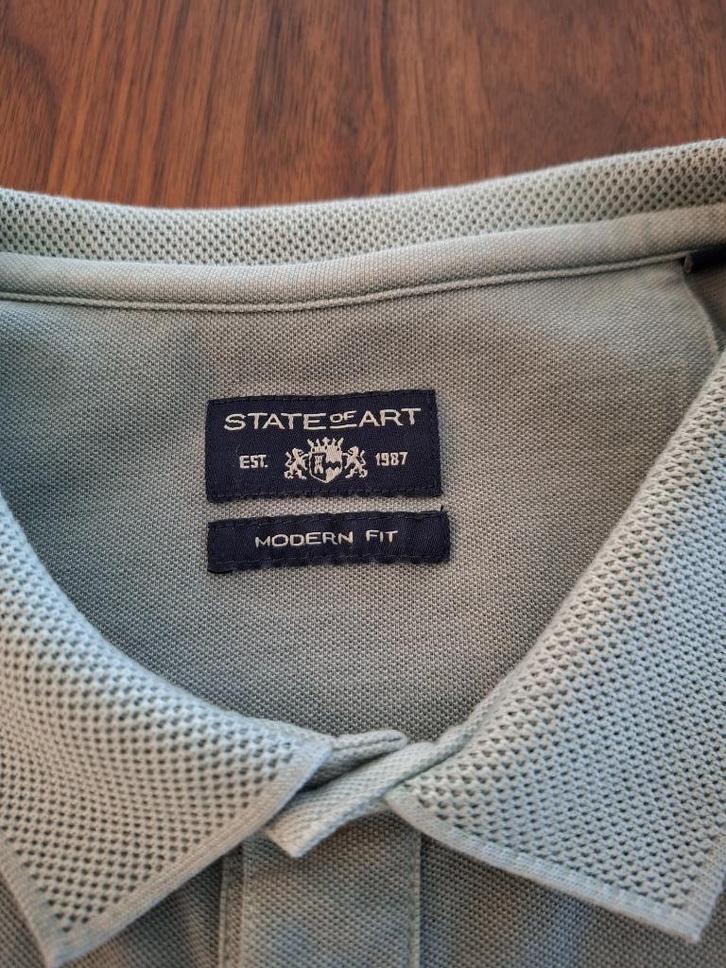 STATE OF ART
EST. 1987
MODERN FIT